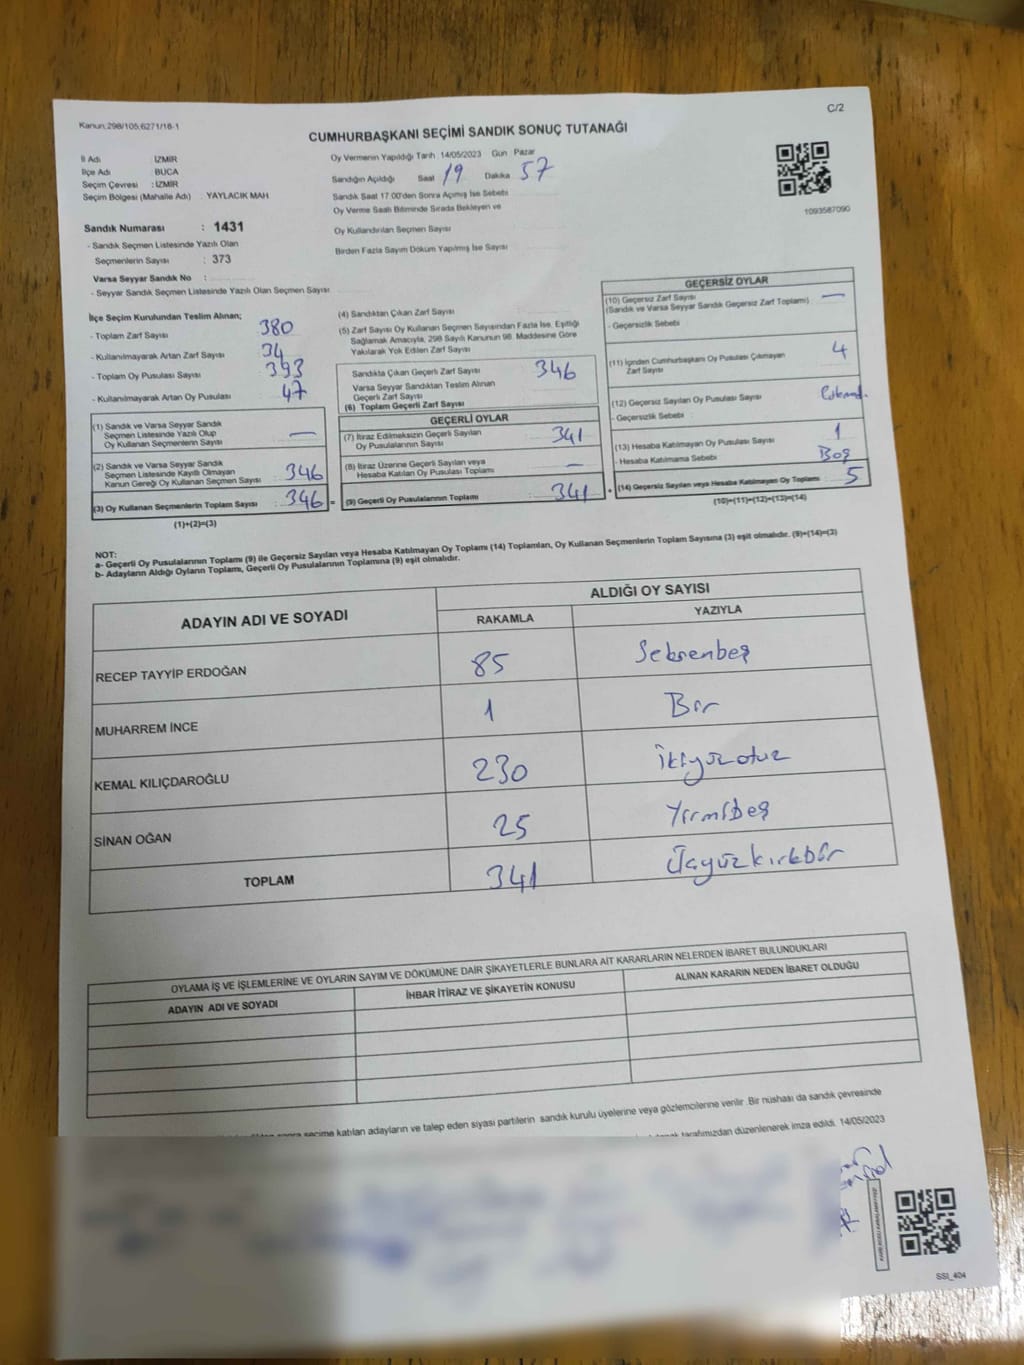 Kanun;298/105;6271/18-1
C/2
CUMHURBAŞKANI SEÇİMİ SANDIK SONUÇ TUTANAĞI
İl Adı : İZMİR
İlçe Adı : BUCA
Seçim Çevresi : İZMİR
Seçim Bölgesi (Mahalle Adı) : YAYLACIK MAH
Sandık Numarası : 1431
- Sandık Seçmen Listesinde Yazılı Olan
Seçmenlerin Sayısı : 373
Varsa Seyyar Sandık No :
- Seyyar Sandık Seçmen Listesinde Yazılı Olan Seçmen Sayısı
Oy Vermenin Yapıldığı Tarih 14/05/2023 Gün : Pazar
Sandığın Açıldığı Saat 19 Dakika 57
Sandık Saat 17.00'den Sonra Açılmış İse Sebebi
Oy Verme Saati Bitiminde Sırada Bekleyen ve
Oy Kullandırılan Seçmen Sayısı
Birden Fazla Sayım Döküm Yapılmış İse Sayısı
1093587090
İlçe Seçim Kurulundan Teslim Alınan;
- Toplam Zarf Sayısı 380
- Kullanılmayarak Artan Zarf Sayısı 34
- Toplam Oy Pusulası Sayısı 393
- Kullanılmayarak Artan Oy Pusulası 47
(1) Sandık ve Varsa Seyyar Sandık
Seçmen Listesinde Yazılı Olup
Oy Kullanan Seçmenlerin Sayısı —
(2) Sandık ve Varsa Seyyar Sandık
Seçmen Listesinde Kayıtlı Olmayan
Kanun Gereği Oy Kullanan Seçmen Sayısı 346
(3) Oy Kullanan Seçmenlerin Toplam Sayısı 346 =
(1)+(2)=(3)
(4) Sandıktan Çıkan Zarf Sayısı
(5) Zarf Sayısı Oy Kullanan Seçmen Sayısından Fazla İse, Eşitliği
Sağlamak Amacıyla, 298 Sayılı Kanunun 98. Maddesine Göre
Yakılarak Yok Edilen Zarf Sayısı
Sandıkta Çıkan Geçerli Zarf Sayısı 346
Varsa Seyyar Sandıktan Teslim Alınan
Geçerli Zarf Sayısı
(6) Toplam Geçerli Zarf Sayısı
GEÇERLİ OYLAR
(7) İtiraz Edilmeksizin Geçerli Sayılan
Oy Pusulalarının Sayısı 341
(8) İtiraz Üzerine Geçerli Sayılan veya
Hesaba Katılan Oy Pusulası Toplamı —
(9) Geçerli Oy Pusulalarının Toplamı 341 +
GEÇERSİZ OYLAR
(10) Geçersiz Zarf Sayısı —
(Sandık ve Varsa Seyyar Sandık Geçersiz Zarf Toplamı)
- Geçersizlik Sebebi
(11) İçinden Cumhurbaşkanı Oy Pusulası Çıkmayan
Zarf Sayısı 4
(12) Geçersiz Sayılan Oy Pusulası Sayısı
- Geçersizlik Sebebi
(13) Hesaba Katılmayan Oy Pusulası Sayısı 1
- Hesaba Katılmama Sebebi Boş
(14) Geçersiz Sayılan veya Hesaba Katılmayan Oy Toplamı 5
(10)+(11)+(12)+(13)=(14)
NOT:
a- Geçerli Oy Pusulalarının Toplamı (9) ile Geçersiz Sayılan veya Hesaba Katılmayan Oy Toplamı (14) Toplamları, Oy Kullanan Seçmenlerin Toplam Sayısına (3) eşit olmalıdır. (9)+(14)=(3)
b- Adayların Aldığı Oyların Toplamı, Geçerli Oy Pusulalarının Toplamına (9) eşit olmalıdır.
ADAYIN ADI VE SOYADI
ALDIĞI OY SAYISI
RAKAMLA YAZIYLA
RECEP TAYYİP ERDOĞAN 85 Seksenbeş
MUHARREM İNCE 1 Bir
KEMAL KILIÇDAROĞLU 230 İkiyüzotuz
SİNAN OĞAN 25 Yirmibeş
TOPLAM 341 Üçyüzkırkbir
OYLAMA İŞ VE İŞLEMLERİNE VE OYLARIN SAYIM VE DÖKÜMÜNE DAİR ŞİKAYETLERLE BUNLARA AİT KARARLARIN NELERDEN İBARET BULUNDUKLARI
ADAYIN ADI VE SOYADI İHBAR İTİRAZ VE ŞİKAYETİN KONUSU ALINAN KARARIN NEDEN İBARET OLDUĞU
sonra seçime katılan adayların ve talep eden siyasi partilerin sandık kurulu üyelerine veya gözlemcilerine verilir .Bir nüshası da sandık çevresinde
tarafımızdan düzenlenerek imza edildi. 14/05/2023
SSI_404